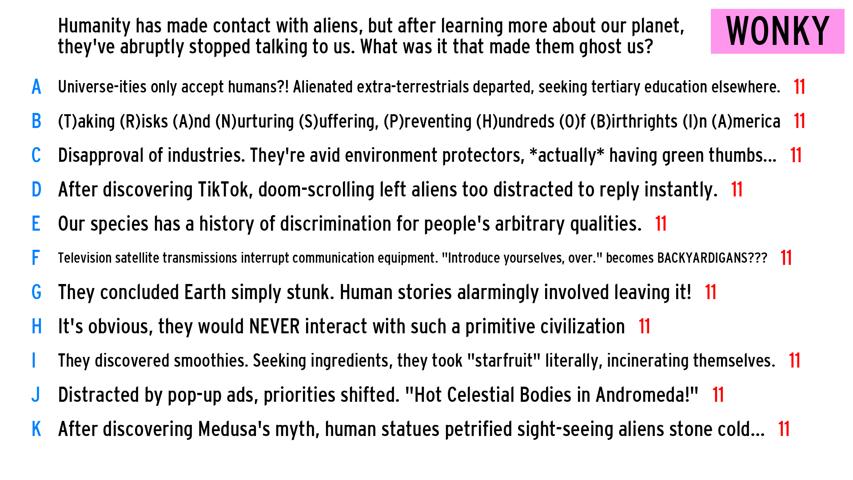 Humanity has made contact with aliens, but after learning more about our planet,
they've abruptly stopped talking to us. What was it that made them ghost us?
WONKY
A Universe-ities only accept humans?! Alienated extra-terrestrials departed, seeking tertiary education elsewhere. 11
B (T)aking (R)isks (A)nd (N)urturing (S)uffering, (P)reventing (H)undreds (O)f (B)irthrights (I)n (A)merica 11
C Disapproval of industries. They're avid environment protectors, *actually* having green thumbs... 11
D After discovering TikTok, doom-scrolling left aliens too distracted to reply instantly. 11
E Our species has a history of discrimination for people's arbitrary qualities. 11
F Television satellite transmissions interrupt communication equipment. "Introduce yourselves, over." becomes BACKYARDIGANS??? 11
G They concluded Earth simply stunk. Human stories alarmingly involved leaving it! 11
H It's obvious, they would NEVER interact with such a primitive civilization 11
I They discovered smoothies. Seeking ingredients, they took "starfruit" literally, incinerating themselves. 11
J Distracted by pop-up ads, priorities shifted. "Hot Celestial Bodies in Andromeda!" 11
K After discovering Medusa's myth, human statues petrified sight-seeing aliens stone cold... 11